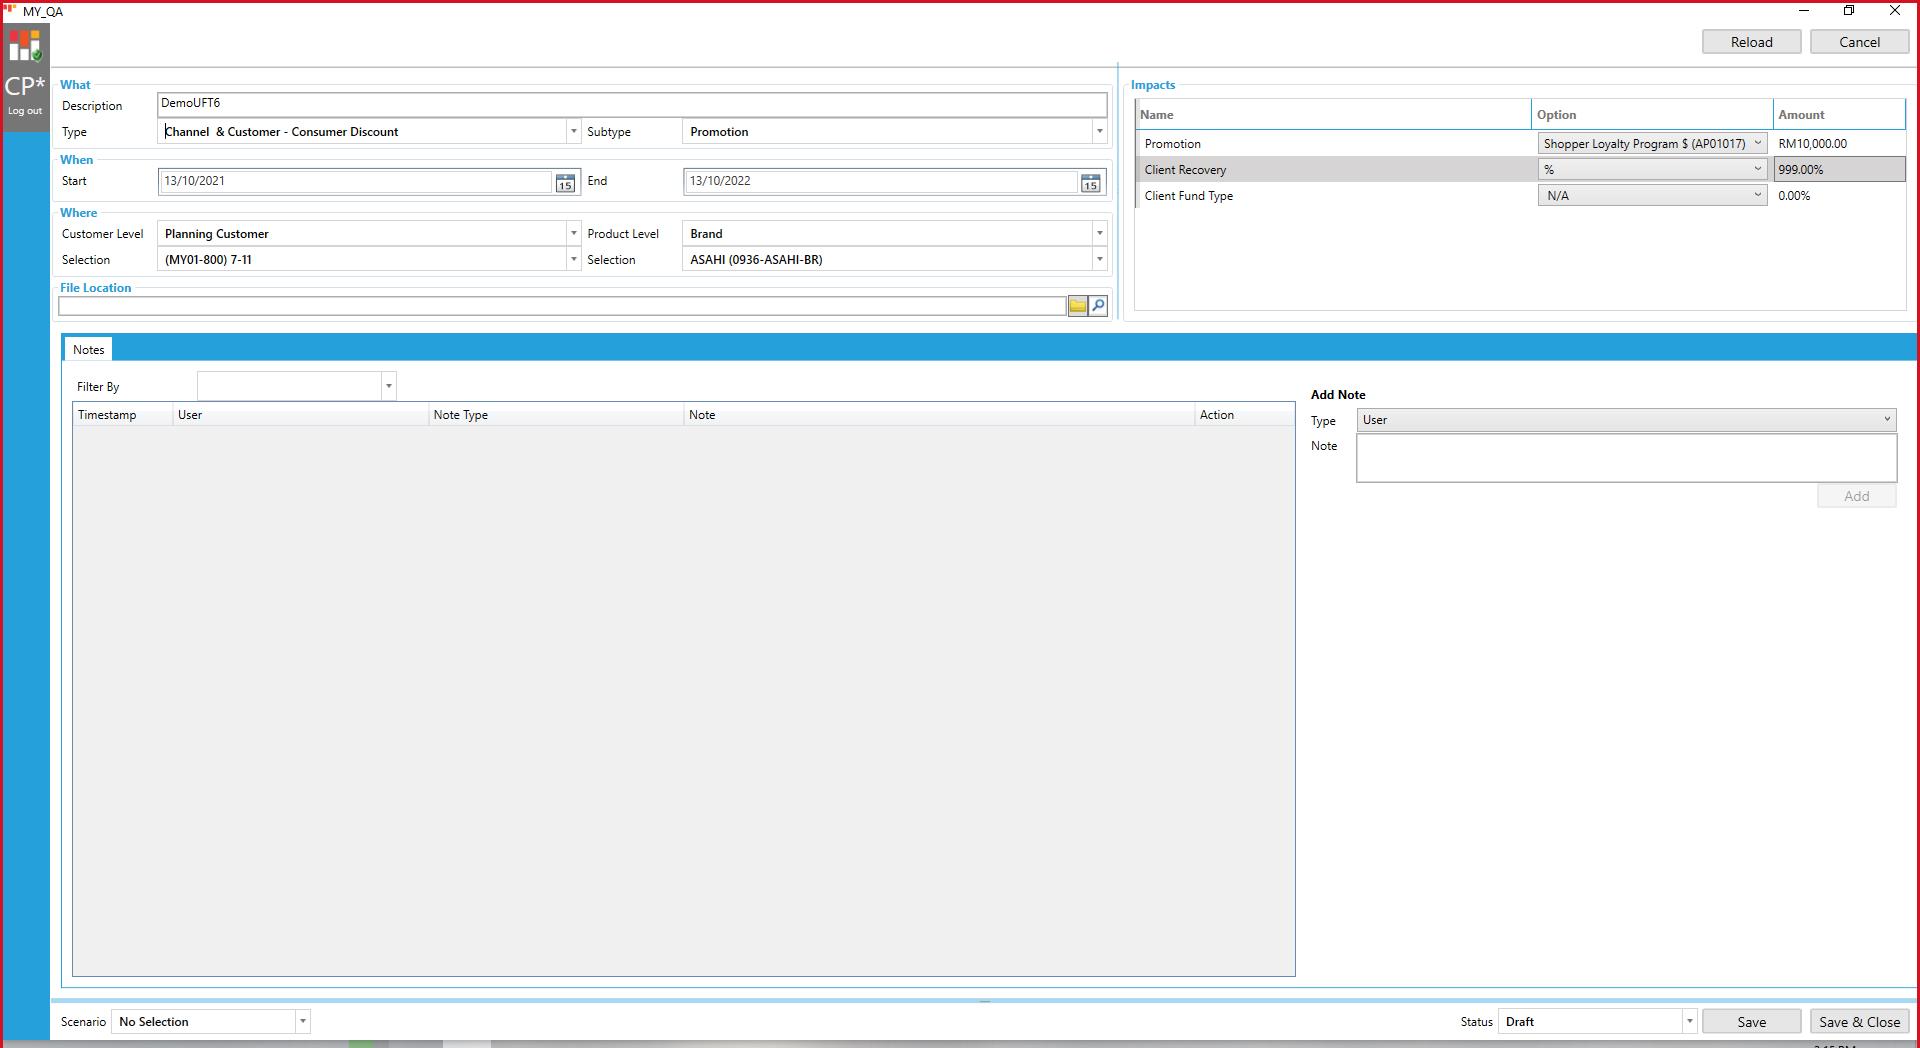 MY_QA
Reload Cancel
CP*
Log out
What
Description DemoUFT6
Type Channel & Customer - Consumer Discount Subtype Promotion
When
Start 13/10/2021 15 End 13/10/2022 15
Where
Customer Level Planning Customer Product Level Brand
Selection (MY01-800) 7-11 Selection ASAHI (0936-ASAHI-BR)
File Location
Impacts
Name Option Amount
Promotion Shopper Loyalty Program $ (AP01017) RM10,000.00
Client Recovery % 999.00%
Client Fund Type N/A 0.00%
Notes
Filter By
Timestamp User Note Type Note Action
Add Note
Type User
Note
Add
Scenario No Selection Status Draft Save Save & Close